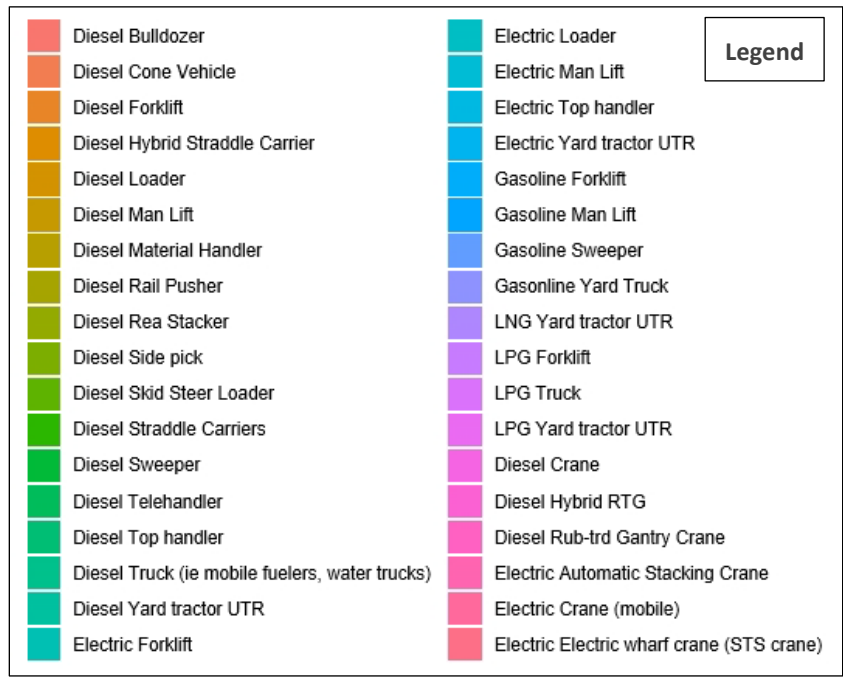 Legend
Diesel Bulldozer
Diesel Cone Vehicle
Diesel Forklift
Diesel Hybrid Straddle Carrier
Diesel Loader
Diesel Man Lift
Diesel Material Handler
Diesel Rail Pusher
Diesel Rea Stacker
Diesel Side pick
Diesel Skid Steer Loader
Diesel Straddle Carriers
Diesel Sweeper
Diesel Telehandler
Diesel Top handler
Diesel Truck (ie mobile fuelers, water trucks)
Diesel Yard tractor UTR
Electric Forklift
Electric Loader
Electric Man Lift
Electric Top handler
Electric Yard tractor UTR
Gasoline Forklift
Gasoline Man Lift
Gasoline Sweeper
Gasonline Yard Truck
LNG Yard tractor UTR
LPG Forklift
LPG Truck
LPG Yard tractor UTR
Diesel Crane
Diesel Hybrid RTG
Diesel Rub-trd Gantry Crane
Electric Automatic Stacking Crane
Electric Crane (mobile)
Electric Electric wharf crane (STS crane)